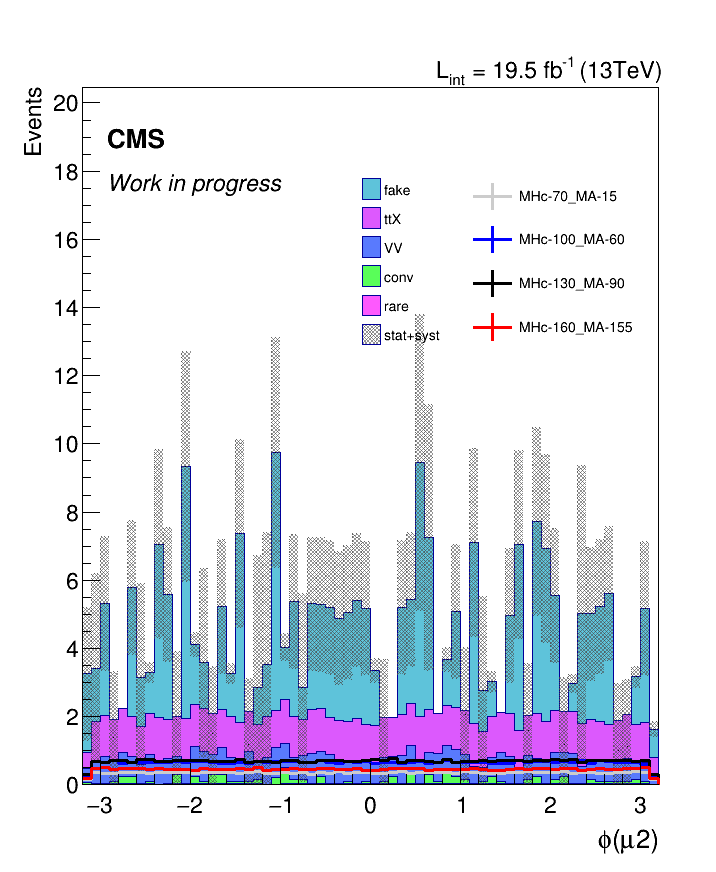 L_int = 19.5 fb^-1 (13TeV)
Events
20
CMS
18
Work in progress
fake
MHc-70_MA-15
ttX
16
VV
MHc-100_MA-60
conv
MHc-130_MA-90
14
rare
stat+syst
MHc-160_MA-155
12
10
8
6
4
2
0
−3 −2 −1 0 1 2 3
ϕ(μ2)